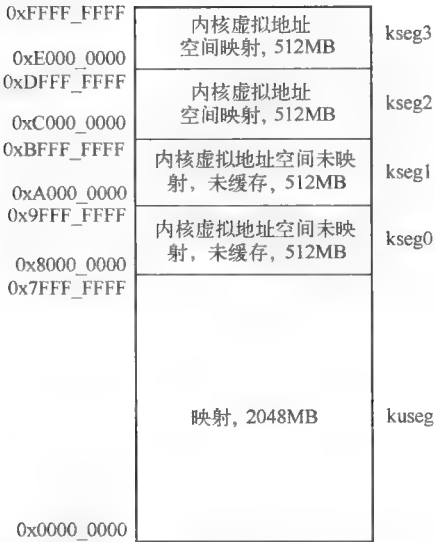 0xFFFF_FFFF
内核虚拟地址
空间映射, 512MB
kseg3
0xE000_0000
0xDFFF_FFFF
内核虚拟地址
空间映射, 512MB
kseg2
0xC000_0000
0xBFFF_FFFF
内核虚拟地址空间未映
射, 未缓存, 512MB
kseg1
0xA000_0000
0x9FFF_FFFF
内核虚拟地址空间未映
射, 未缓存, 512MB
kseg0
0x8000_0000
0x7FFF_FFFF
映射, 2048MB
kuseg
0x0000_0000